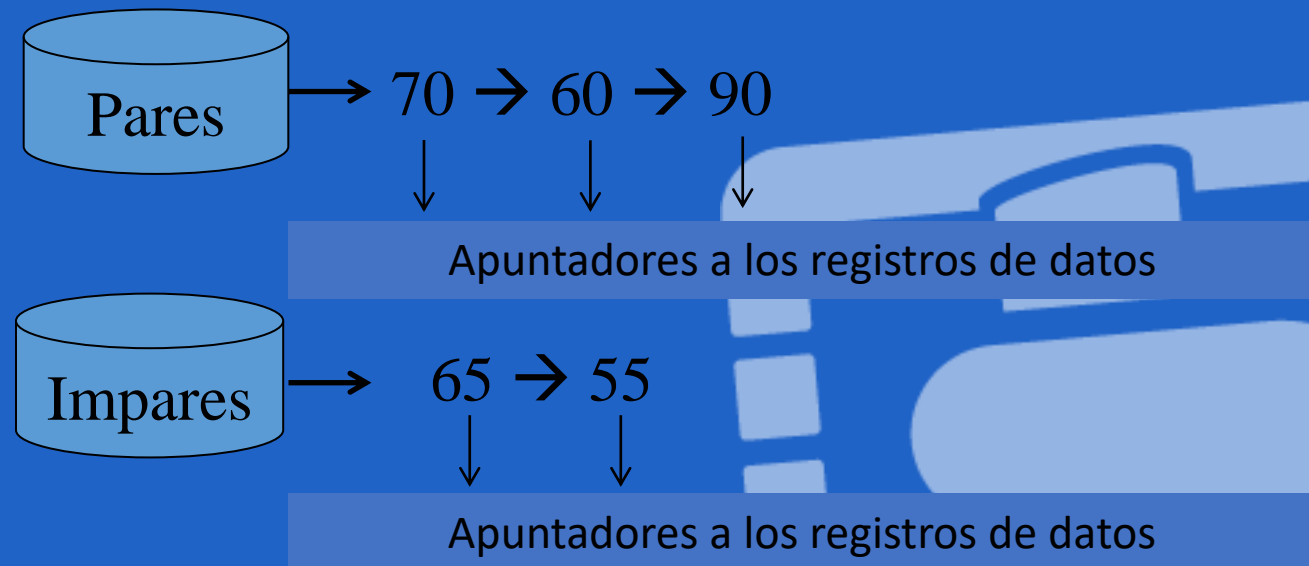 Pares → 70 → 60 → 90
Apuntadores a los registros de datos
Impares → 65 → 55
Apuntadores a los registros de datos